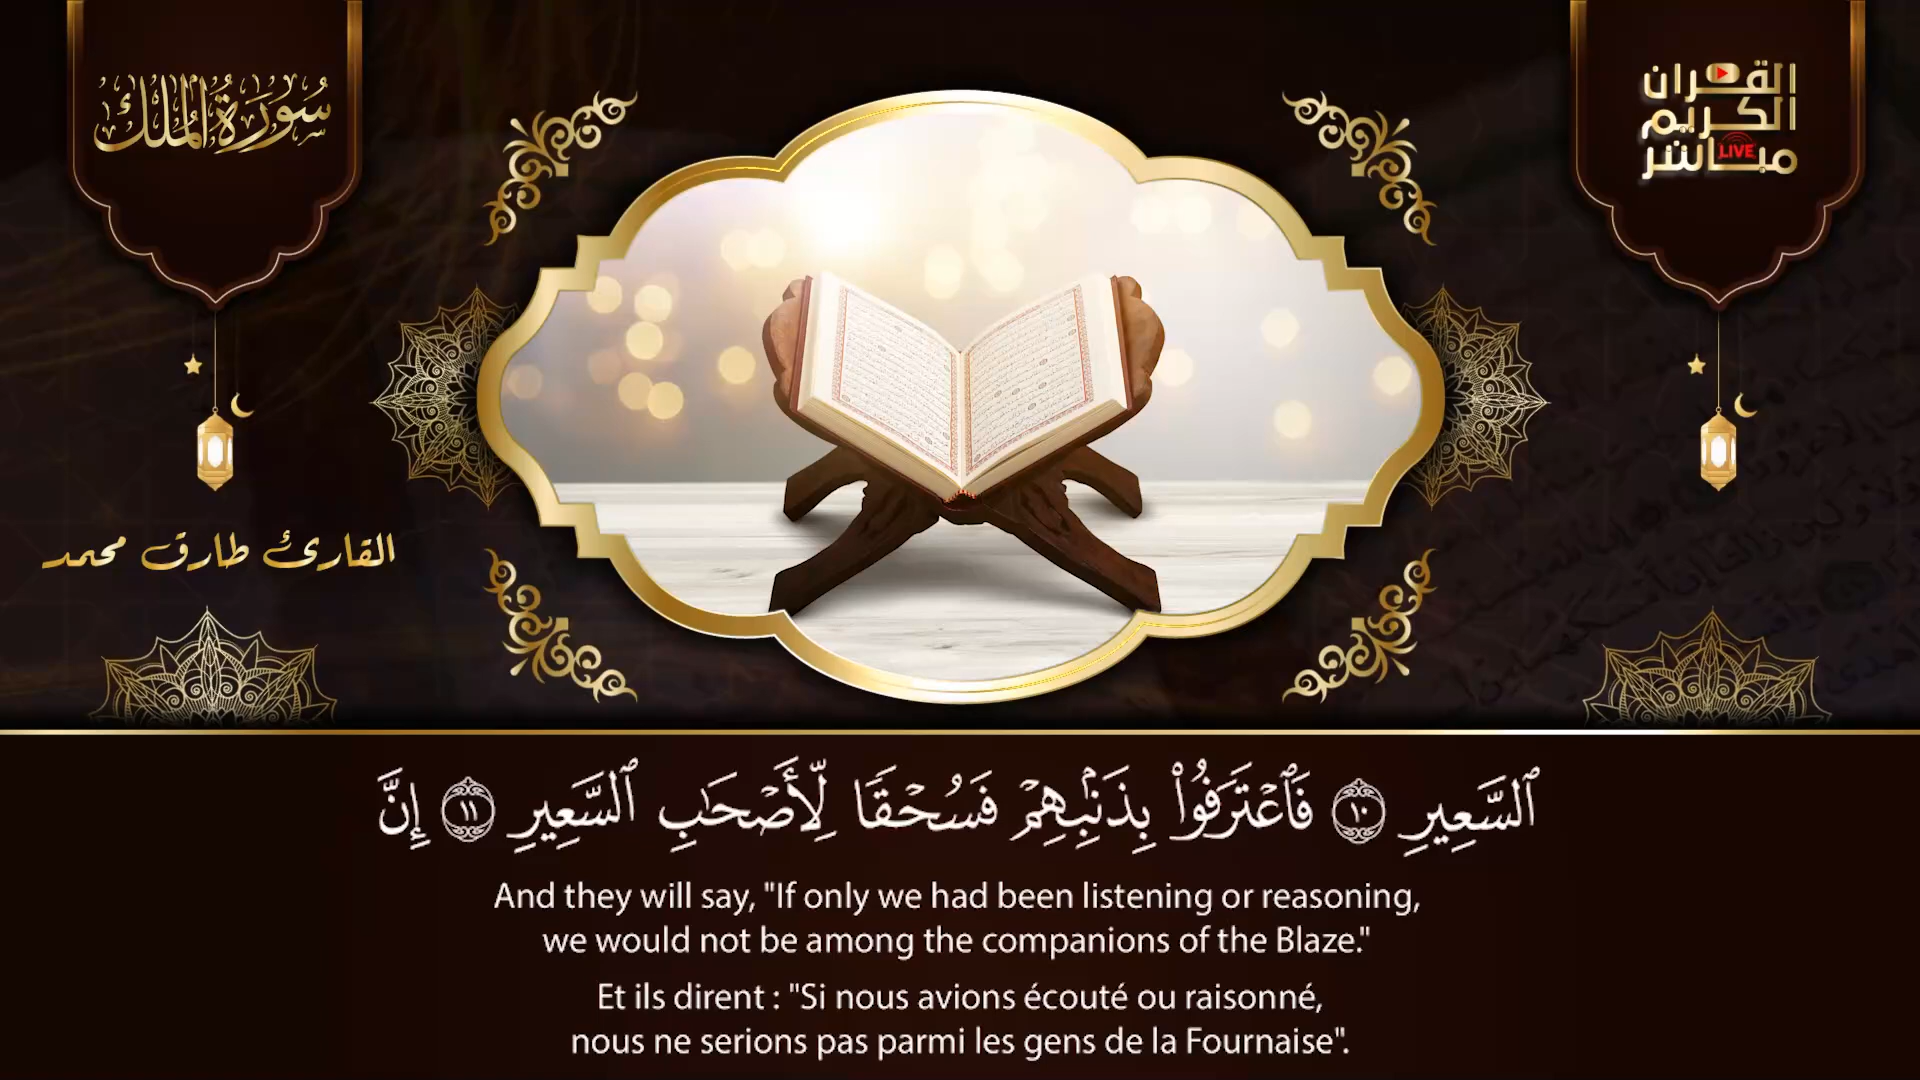 سُورَةُ المُلك
القرآن
الكريم
مباشر
LIVE
القارئ طارق محمد
ٱلسَّعِيرِ ١٠ فَٱعْتَرَفُوا۟ بِذَنۢبِهِمْ فَسُحْقًا لِّأَصْحَٰبِ ٱلسَّعِيرِ ١١ إِنَّ
And they will say, "If only we had been listening or reasoning,
we would not be among the companions of the Blaze."
Et ils dirent : "Si nous avions écouté ou raisonné,
nous ne serions pas parmi les gens de la Fournaise".